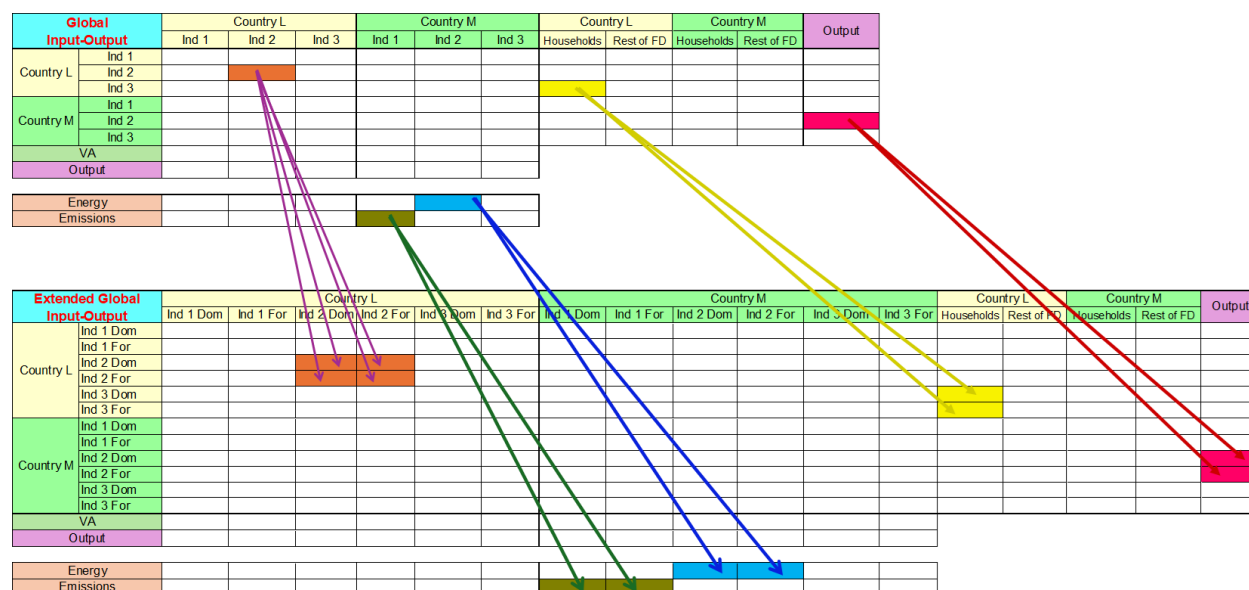 Global Country L Country M Country L Country M Output
Input-Output Ind 1 Ind 2 Ind 3 Ind 1 Ind 2 Ind 3 Households Rest of FD Households Rest of FD
Country L Ind 1
Ind 2
Ind 3
Country M Ind 1
Ind 2
Ind 3
VA
Output
Energy
Emissions
Extended Global Country L Country M Country L Country M Output
Input-Output Ind 1 Dom Ind 1 For Ind 2 Dom Ind 2 For Ind 3 Dom Ind 3 For Ind 1 Dom Ind 1 For Ind 2 Dom Ind 2 For Ind 3 Dom Ind 3 For Households Rest of FD Households Rest of FD
Country L Ind 1 Dom
Ind 1 For
Ind 2 Dom
Ind 2 For
Ind 3 Dom
Ind 3 For
Country M Ind 1 Dom
Ind 1 For
Ind 2 Dom
Ind 2 For
Ind 3 Dom
Ind 3 For
VA
Output
Energy
Emissions